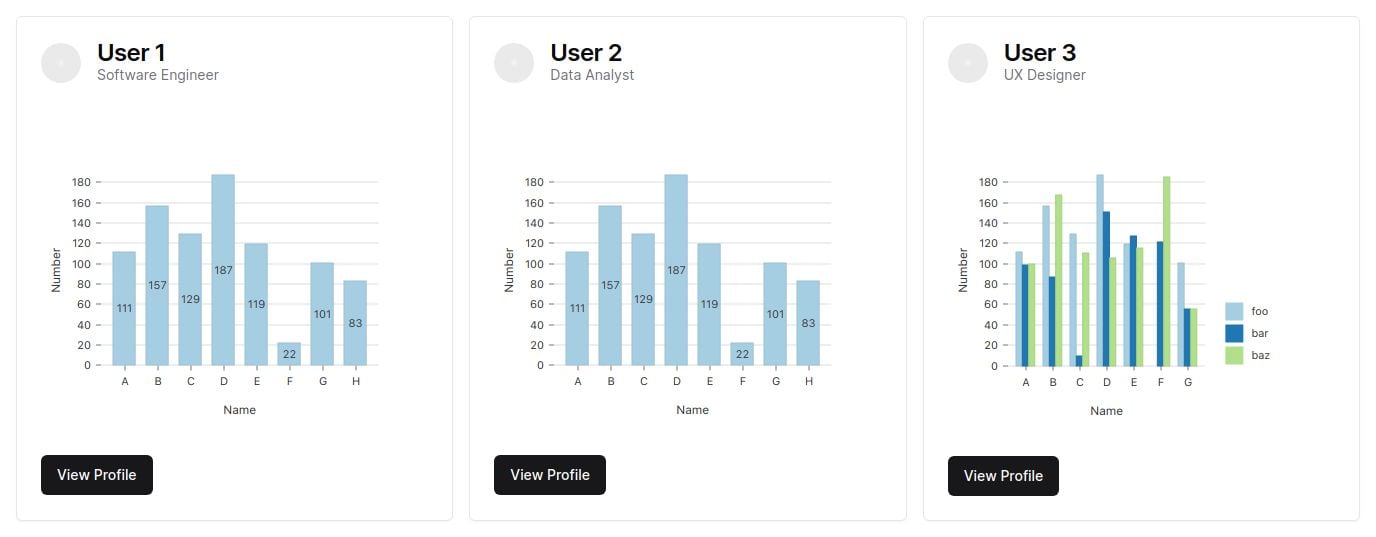 User 1
Software Engineer
180
160
140
120
100
80
60
40
20
0
Number
111
157
129
187
119
22
101
83
A B C D E F G H
Name
View Profile
User 2
Data Analyst
180
160
140
120
100
80
60
40
20
0
Number
111
157
129
187
119
22
101
83
A B C D E F G H
Name
View Profile
User 3
UX Designer
180
160
140
120
100
80
60
40
20
0
Number
A B C D E F G
Name
foo
bar
baz
View Profile